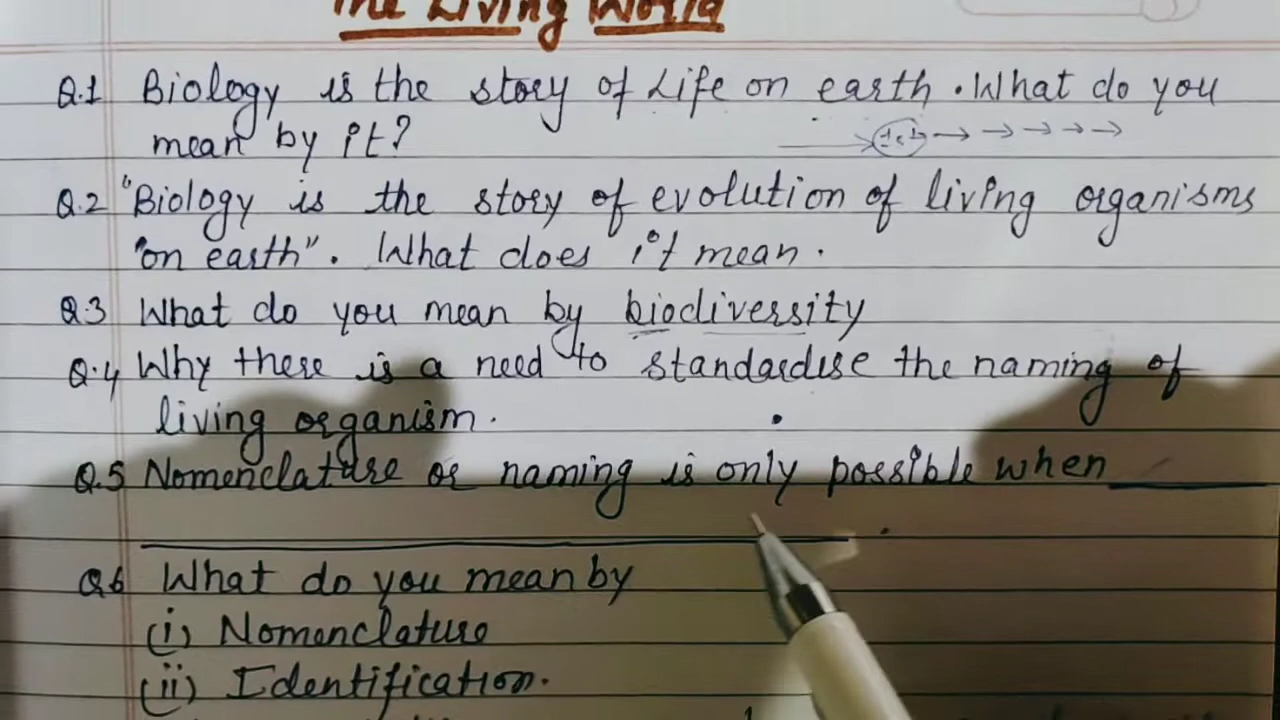 The Living World
Q.1 Biology is the story of Life on earth. What do you
mean by it?
Q.2 "Biology is the story of evolution of living organisms
"on earth". What does it mean.
Q.3 What do you mean by biodiversity
Q.4 Why there is a need to standardise the naming of
living organism.
Q.5 Nomenclature or naming is only possible when
Q6 What do you mean by
(i) Nomenclature
(ii) Identification.